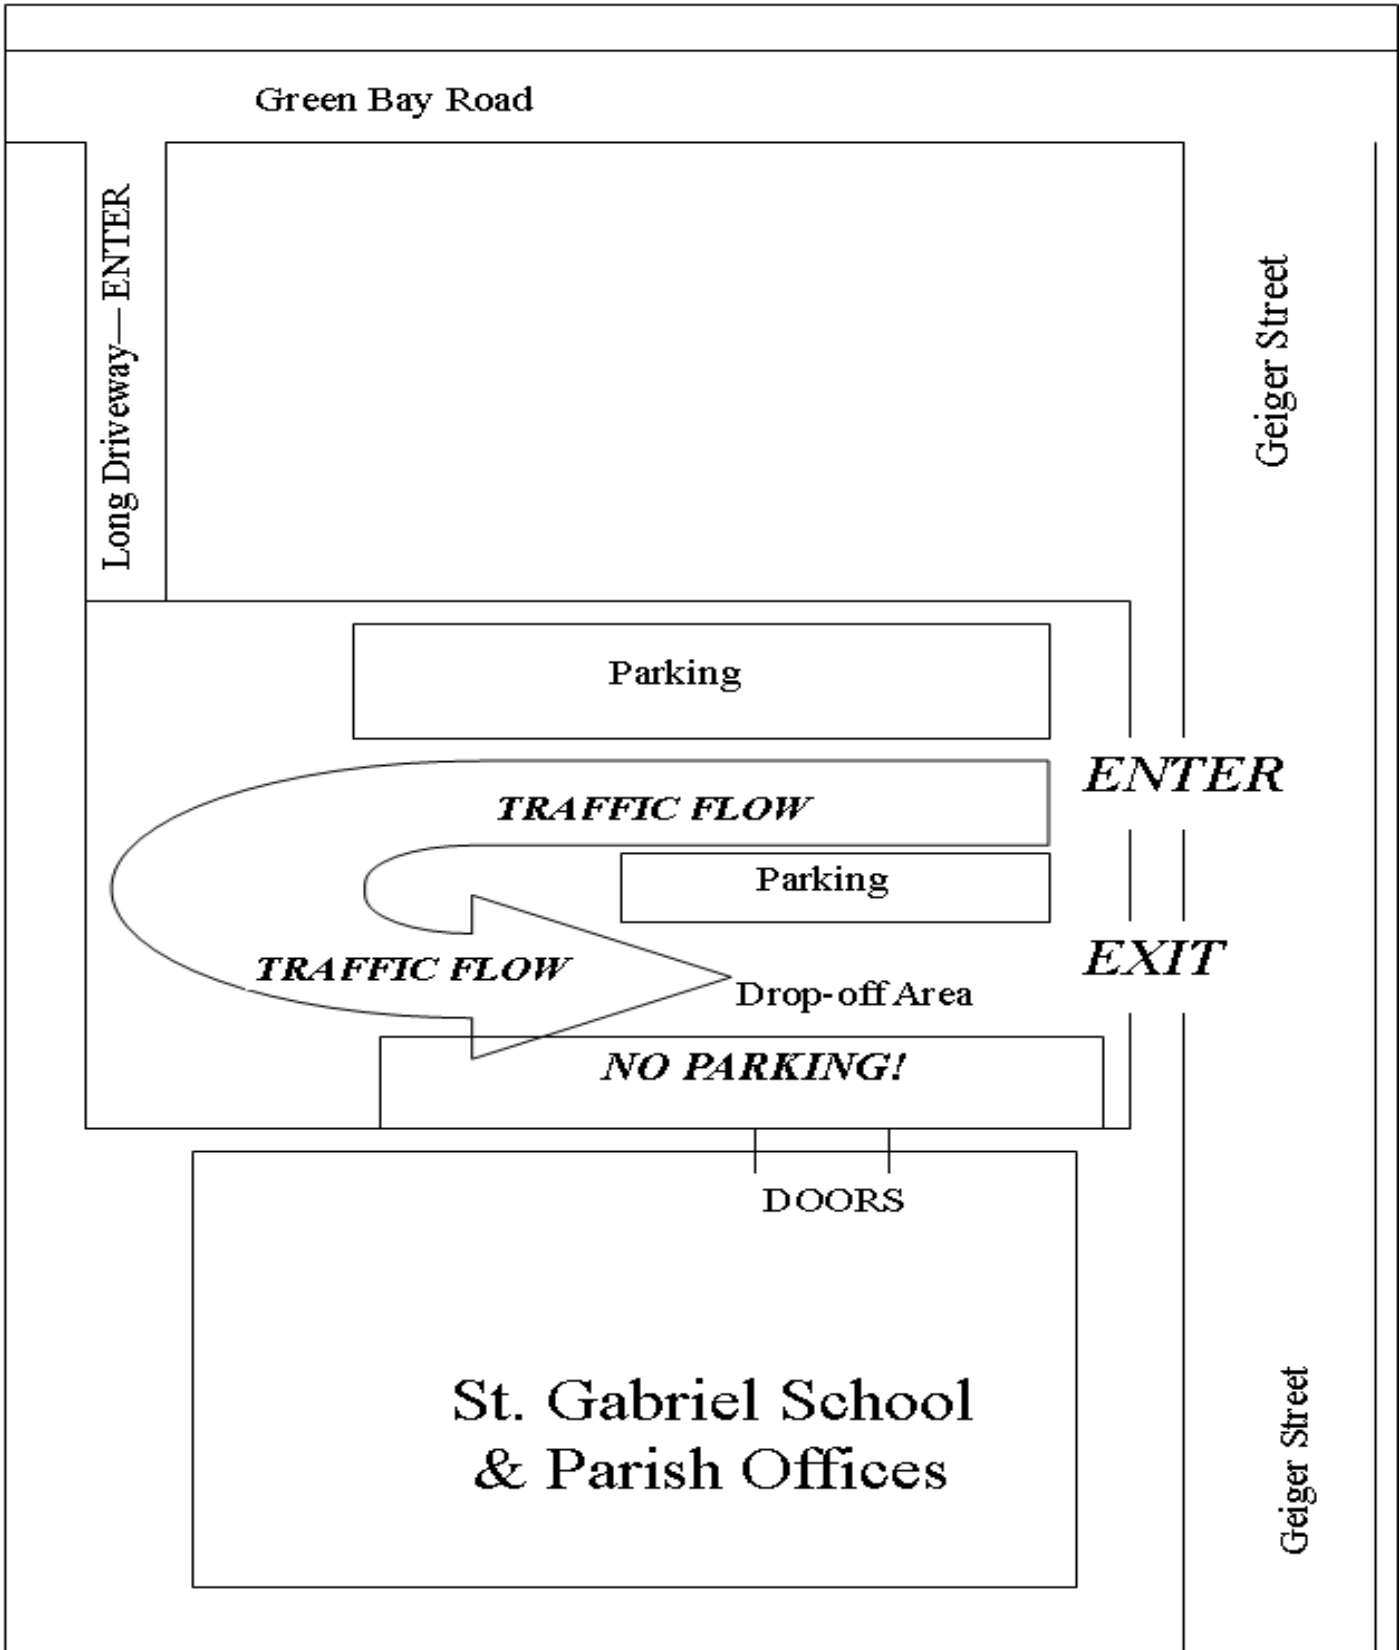 Green Bay Road
Long Driveway— ENTER
Geiger Street
Parking
ENTER
TRAFFIC FLOW
Parking
EXIT
TRAFFIC FLOW
Drop-off Area
NO PARKING!
DOORS
St. Gabriel School
& Parish Offices
Geiger Street